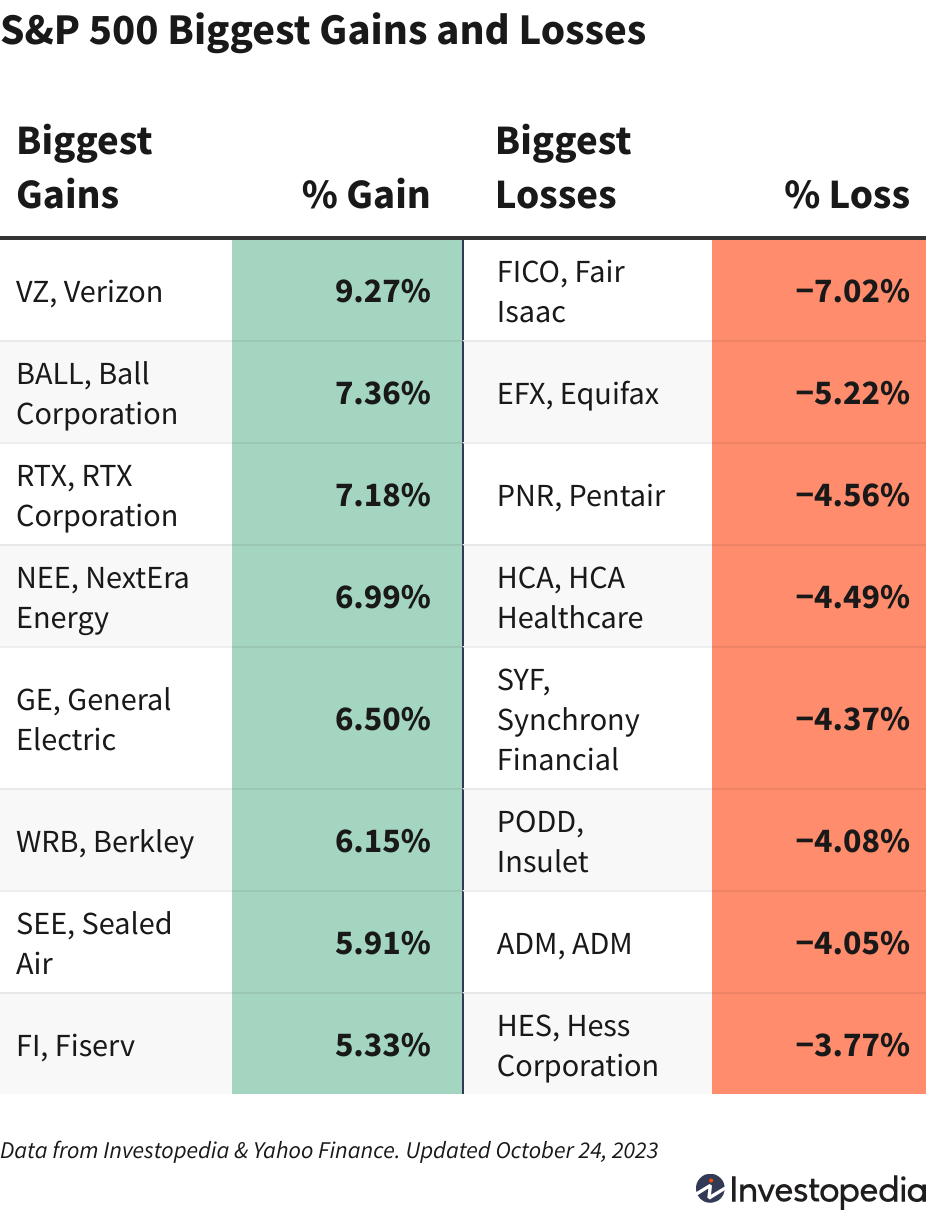 S&P 500 Biggest Gains and Losses
Biggest
Gains
% Gain
Biggest
Losses
% Loss
VZ, Verizon
9.27%
FICO, Fair
Isaac
−7.02%
BALL, Ball
Corporation
7.36%
EFX, Equifax
−5.22%
RTX, RTX
Corporation
7.18%
PNR, Pentair
−4.56%
NEE, NextEra
Energy
6.99%
HCA, HCA
Healthcare
−4.49%
GE, General
Electric
6.50%
SYF,
Synchrony
Financial
−4.37%
WRB, Berkley
6.15%
PODD,
Insulet
−4.08%
SEE, Sealed
Air
5.91%
ADM, ADM
−4.05%
FI, Fiserv
5.33%
HES, Hess
Corporation
−3.77%
Data from Investopedia & Yahoo Finance. Updated October 24, 2023
Investopedia